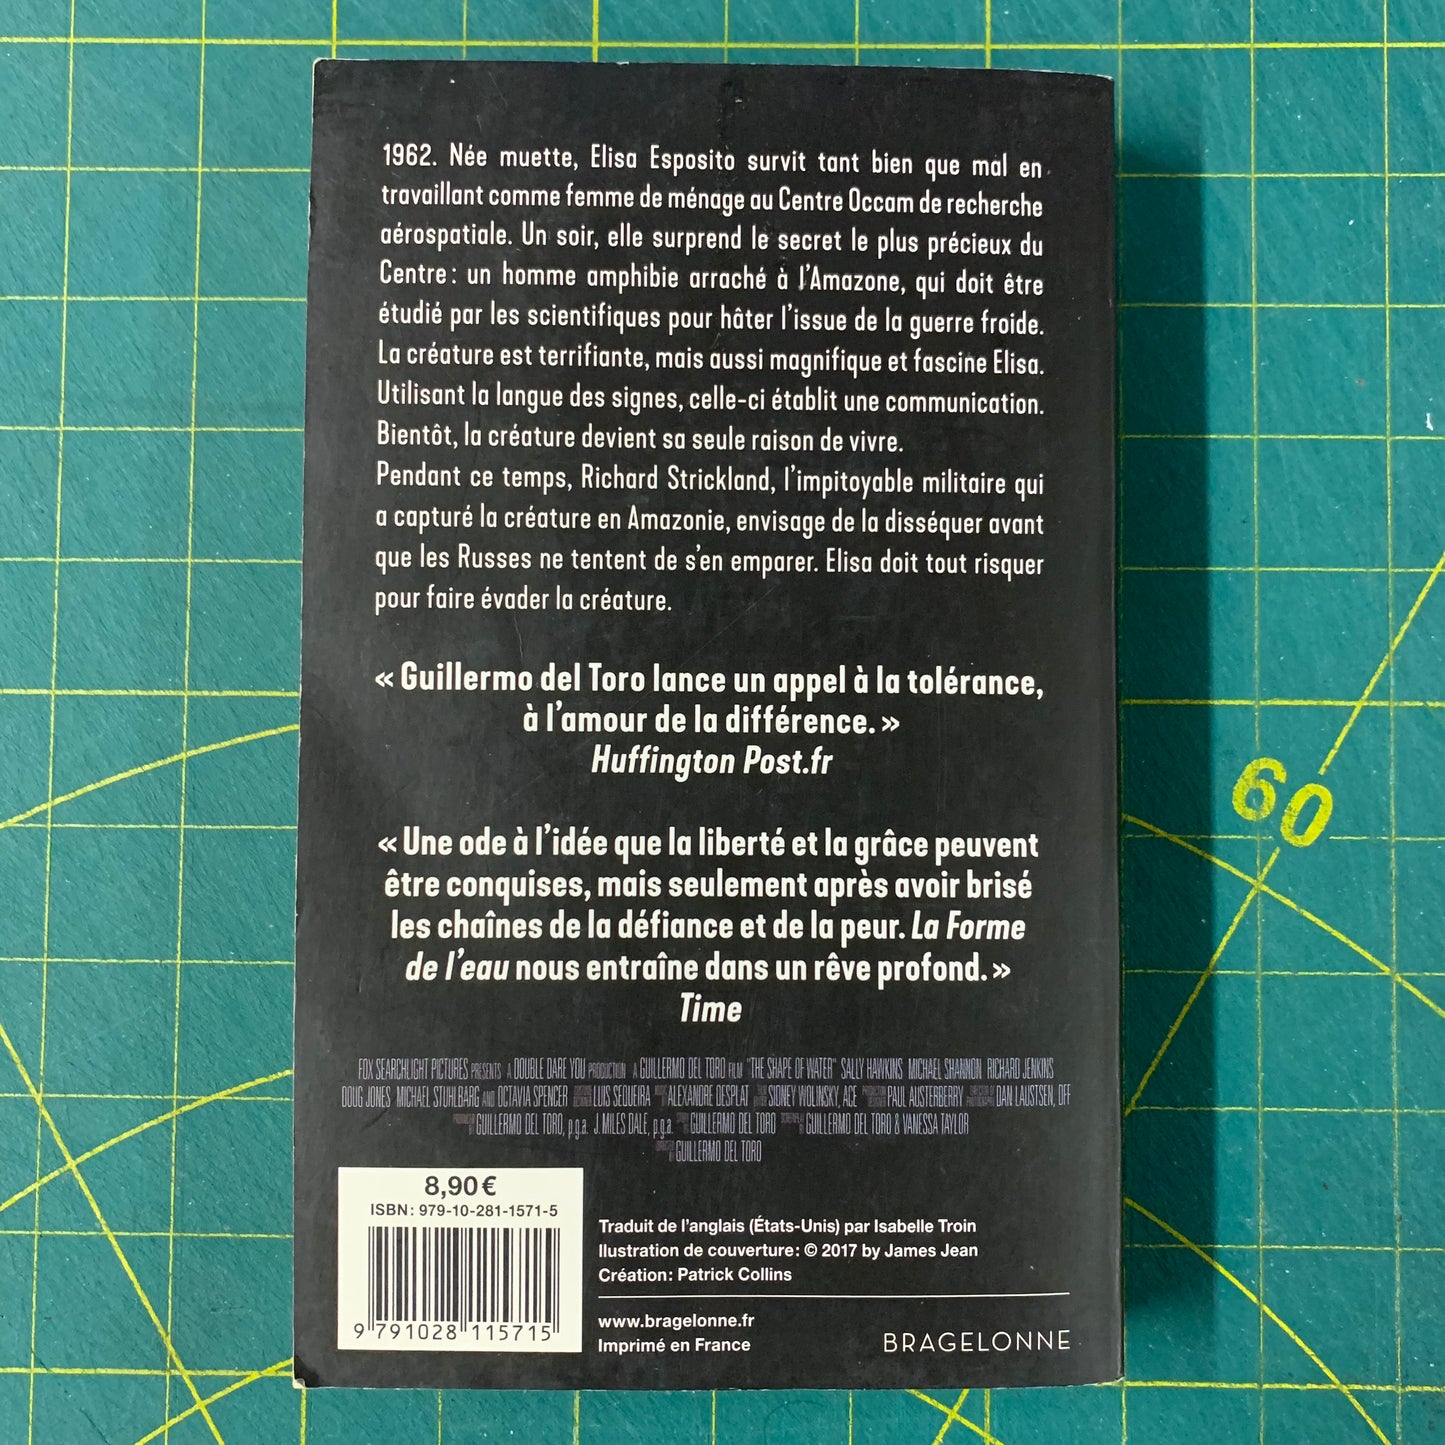 1962. Née muette, Elisa Esposito survit tant bien que mal en
travaillant comme femme de ménage au Centre Occam de recherche
aérospatiale. Un soir, elle surprend le secret le plus précieux du
Centre : un homme amphibie arraché à l'Amazone, qui doit être
étudié par les scientifiques pour hâter l'issue de la guerre froide.
La créature est terrifiante, mais aussi magnifique et fascine Elisa.
Utilisant la langue des signes, celle-ci établit une communication.
Bientôt, la créature devient sa seule raison de vivre.
Pendant ce temps, Richard Strickland, l'impitoyable militaire qui
a capturé la créature en Amazonie, envisage de la disséquer avant
que les Russes ne tentent de s'en emparer. Elisa doit tout risquer
pour faire évader la créature.
« Guillermo del Toro lance un appel à la tolérance,
à l'amour de la différence. »
Huffington Post.fr
« Une ode à l'idée que la liberté et la grâce peuvent
être conquises, mais seulement après avoir brisé
les chaînes de la défiance et de la peur. La Forme
de l'eau nous entraîne dans un rêve profond. »
Time
FOX SEARCHLIGHT PICTURES PRESENTS A DOUBLE DARE YOU PRODUCTION A GUILLERMO DEL TORO FILM "THE SHAPE OF WATER" SALLY HAWKINS MICHAEL SHANNON RICHARD JENKINS
DOUG JONES MICHAEL STUHLBARG AND OCTAVIA SPENCER LUIS SEQUEIRA ALEXANDRE DESPLAT SIDNEY WOLINSKY, ACE PAUL AUSTERBERRY DAN LAUSTSEN, DFF
GUILLERMO DEL TORO, p.g.a. J. MILES DALE, p.g.a. GUILLERMO DEL TORO GUILLERMO DEL TORO & VANESSA TAYLOR
GUILLERMO DEL TORO
8,90 €
ISBN : 979-10-281-1571-5
9 791028 115715
Traduit de l'anglais (États-Unis) par Isabelle Troin
Ilustration de couverture : © 2017 by James Jean
Création : Patrick Collins
www.bragelonne.fr
Imprimé en France
BRAGELONNE
60